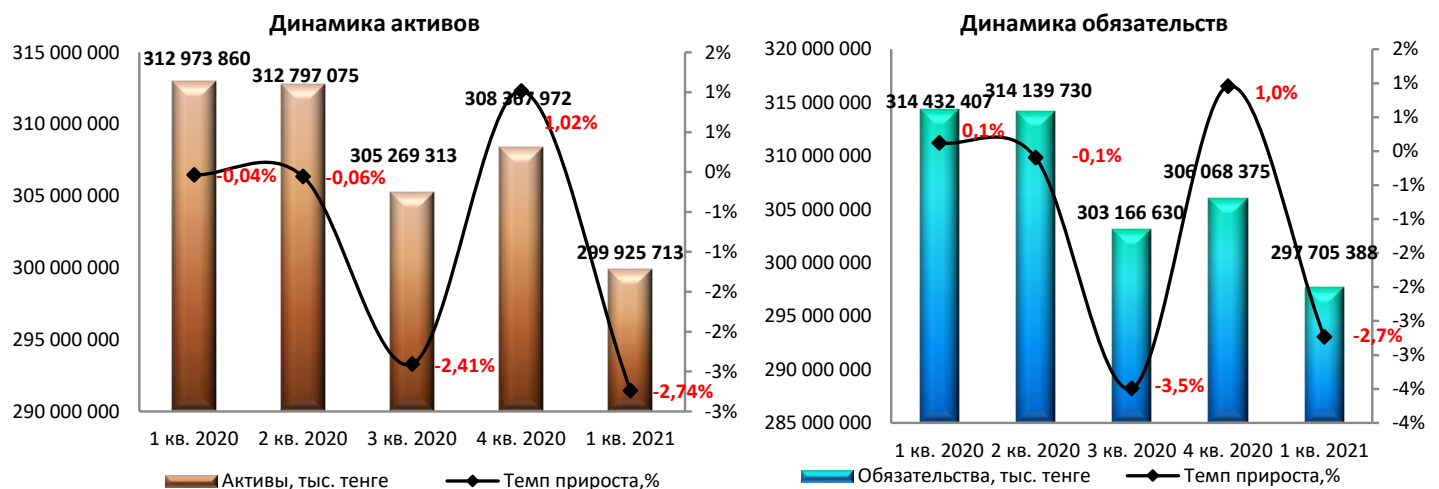 Динамика активов
315 000 000
310 000 000
305 000 000
300 000 000
295 000 000
290 000 000
312 973 860
312 797 075
305 269 313
308 367 972
299 925 713
-0,04%
-0,06%
-2,41%
1,02%
-2,74%
2%
1%
1%
0%
-1%
-1%
-2%
-2%
-3%
-3%
1 кв. 2020
2 кв. 2020
3 кв. 2020
4 кв. 2020
1 кв. 2021
Активы, тыс. тенге
Темп прироста,%
Динамика обязательств
320 000 000
315 000 000
310 000 000
305 000 000
300 000 000
295 000 000
290 000 000
285 000 000
314 432 407
314 139 730
303 166 630
306 068 375
297 705 388
0,1%
-0,1%
-3,5%
1,0%
-2,7%
2%
1%
1%
0%
-1%
-1%
-2%
-2%
-3%
-3%
-4%
-4%
1 кв. 2020
2 кв. 2020
3 кв. 2020
4 кв. 2020
1 кв. 2021
Обязательства, тыс. тенге
Темп прироста,%